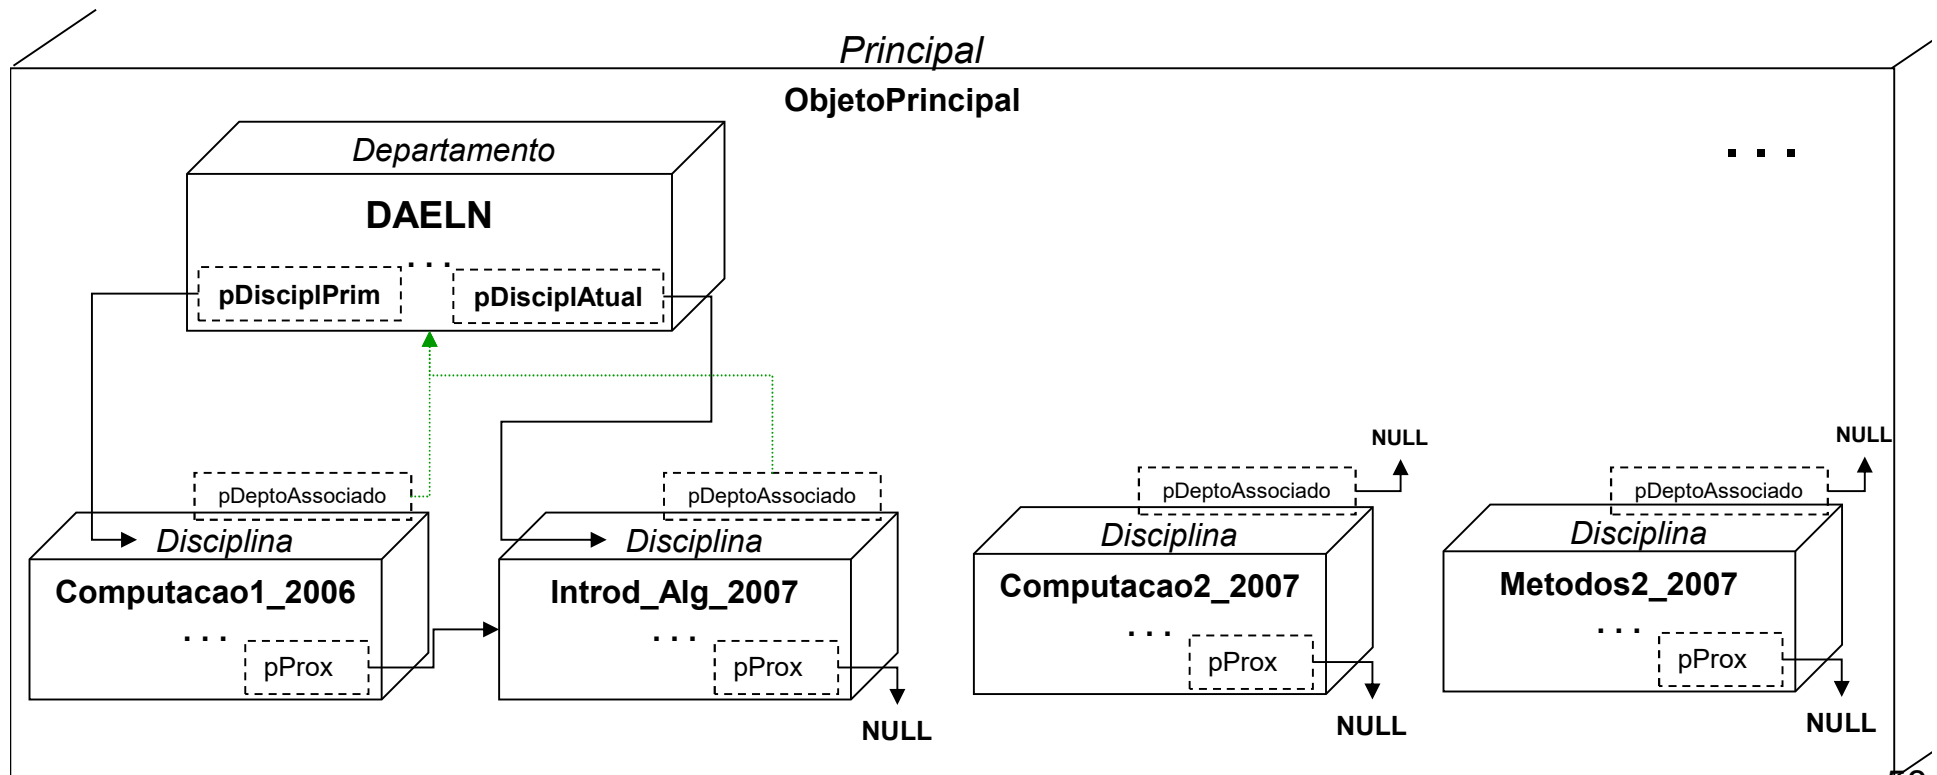 Principal
ObjetoPrincipal
Departamento
. . .
DAELN
. . .
pDisciplPrim
pDisciplAtual
NULL
NULL
pDeptoAssociado
pDeptoAssociado
pDeptoAssociado
pDeptoAssociado
Disciplina
Disciplina
Disciplina
Disciplina
Computacao1_2006
Introd_Alg_2007
Computacao2_2007
Metodos2_2007
. . .
. . .
. . .
. . .
pProx
pProx
pProx
pProx
NULL
NULL
NULL